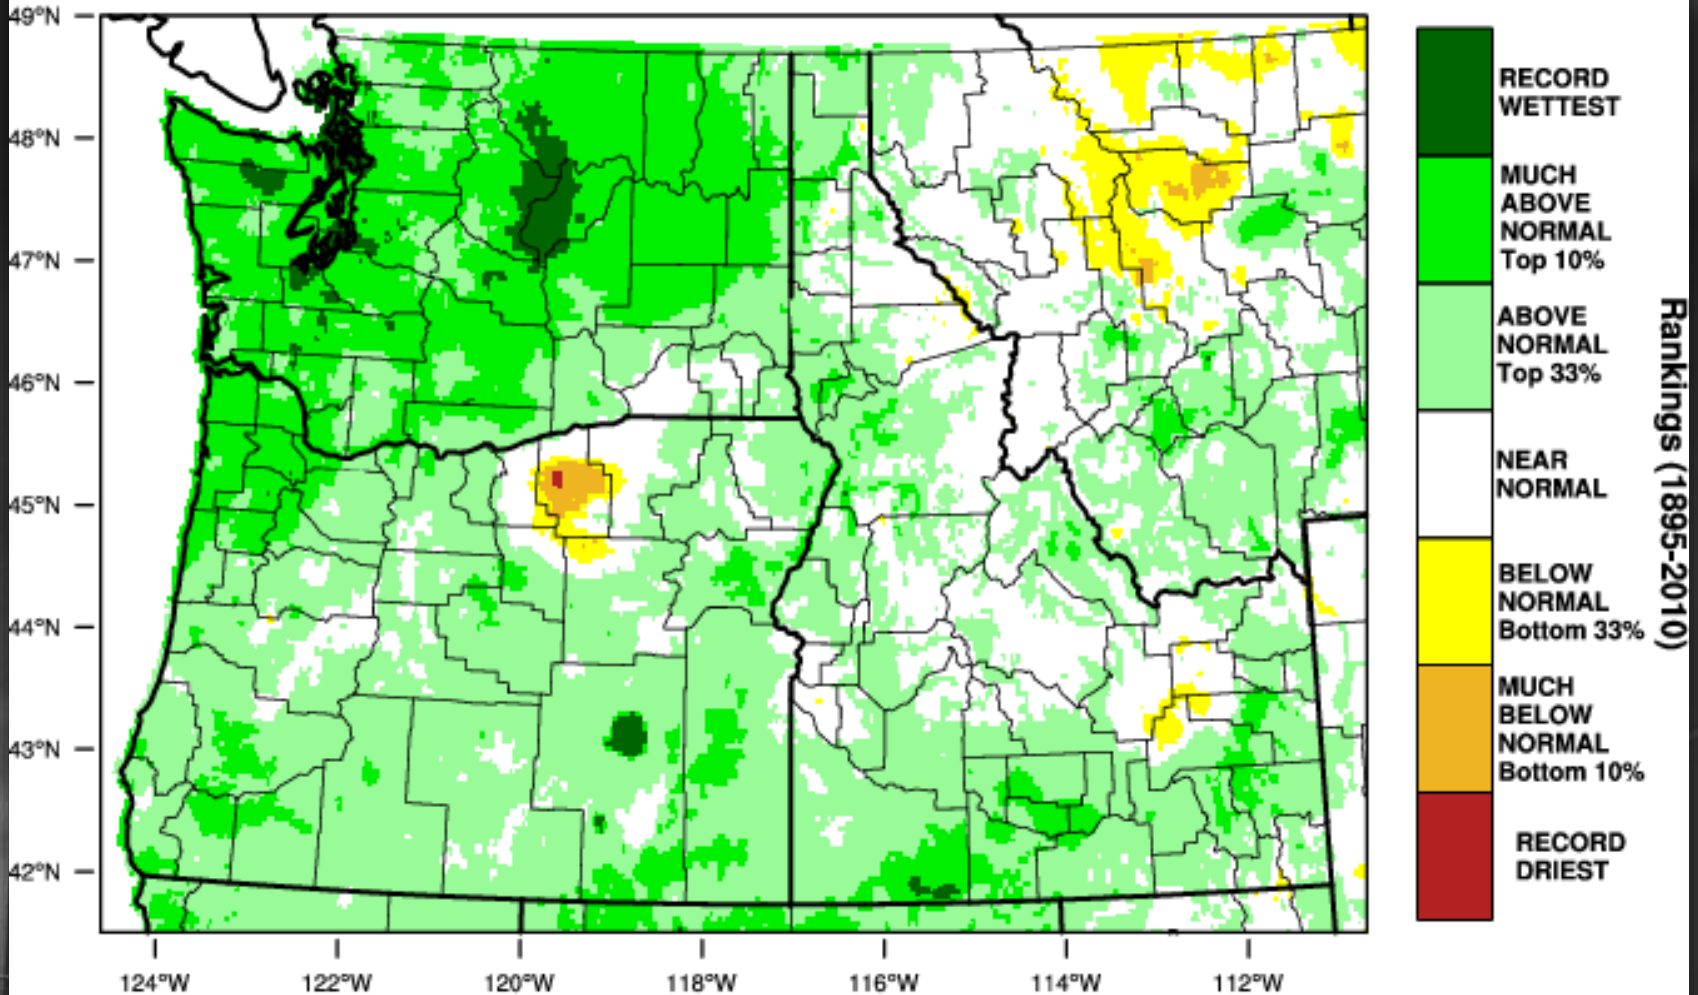 49°N
48°N
47°N
46°N
45°N
44°N
43°N
42°N
124°W
122°W
120°W
118°W
116°W
114°W
112°W
RECORD
WETTEST
MUCH
ABOVE
NORMAL
Top 10%
ABOVE
NORMAL
Top 33%
NEAR
NORMAL
BELOW
NORMAL
Bottom 33%
MUCH
BELOW
NORMAL
Bottom 10%
RECORD
DRIEST
Rankings (1895-2010)